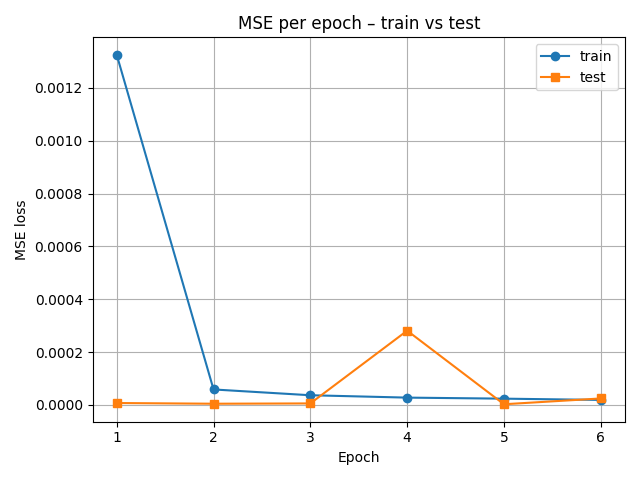 MSE per epoch – train vs test
train
test
MSE loss
0.0012
0.0010
0.0008
0.0006
0.0004
0.0002
0.0000
1 2 3 4 5 6
Epoch